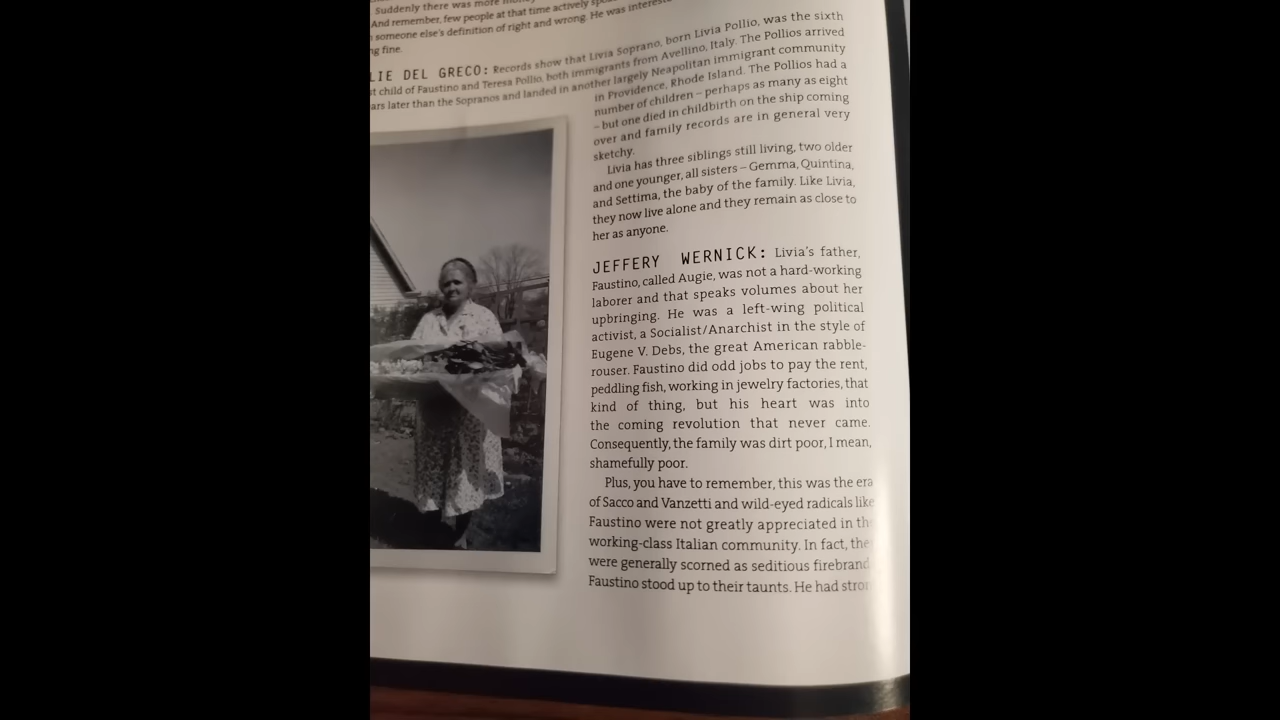 Suddenly there was more
And remember, few people at that time actively
someone else's definition of right and wrong. He was
fine.
DEL GRECO: Records show that Livia Soprano, born Livia Pollio, was the sixth
child of Faustino and Teresa Pollio, both immigrants from Avellino, Italy. The Pollios arrived
later than the Sopranos and landed in another largely Neapolitan immigrant community
in Providence, Rhode Island. The Pollios had a
number of children – perhaps as many as eight
– but one died in childbirth on the ship coming
over and family records are in general very
sketchy.
Livia has three siblings still living, two older
and one younger, all sisters – Gemma, Quintina,
and Settima, the baby of the family. Like Livia,
they now live alone and they remain as close to
her as anyone.
JEFFERY WERNICK: Livia's father,
Faustino, called Augie, was not a hard-working
laborer and that speaks volumes about her
upbringing. He was a left-wing political
activist, a Socialist/Anarchist in the style of
Eugene V. Debs, the great American rabble-
rouser. Faustino did odd jobs to pay the rent,
peddling fish, working in jewelry factories, that
kind of thing, but his heart was into
the coming revolution that never came.
Consequently, the family was dirt poor, I mean,
shamefully poor.
Plus, you have to remember, this was the era
of Sacco and Vanzetti and wild-eyed radicals like
Faustino were not greatly appreciated in
working-class Italian community. In fact,
were generally scorned as seditious
Faustino stood up to their taunts. He had